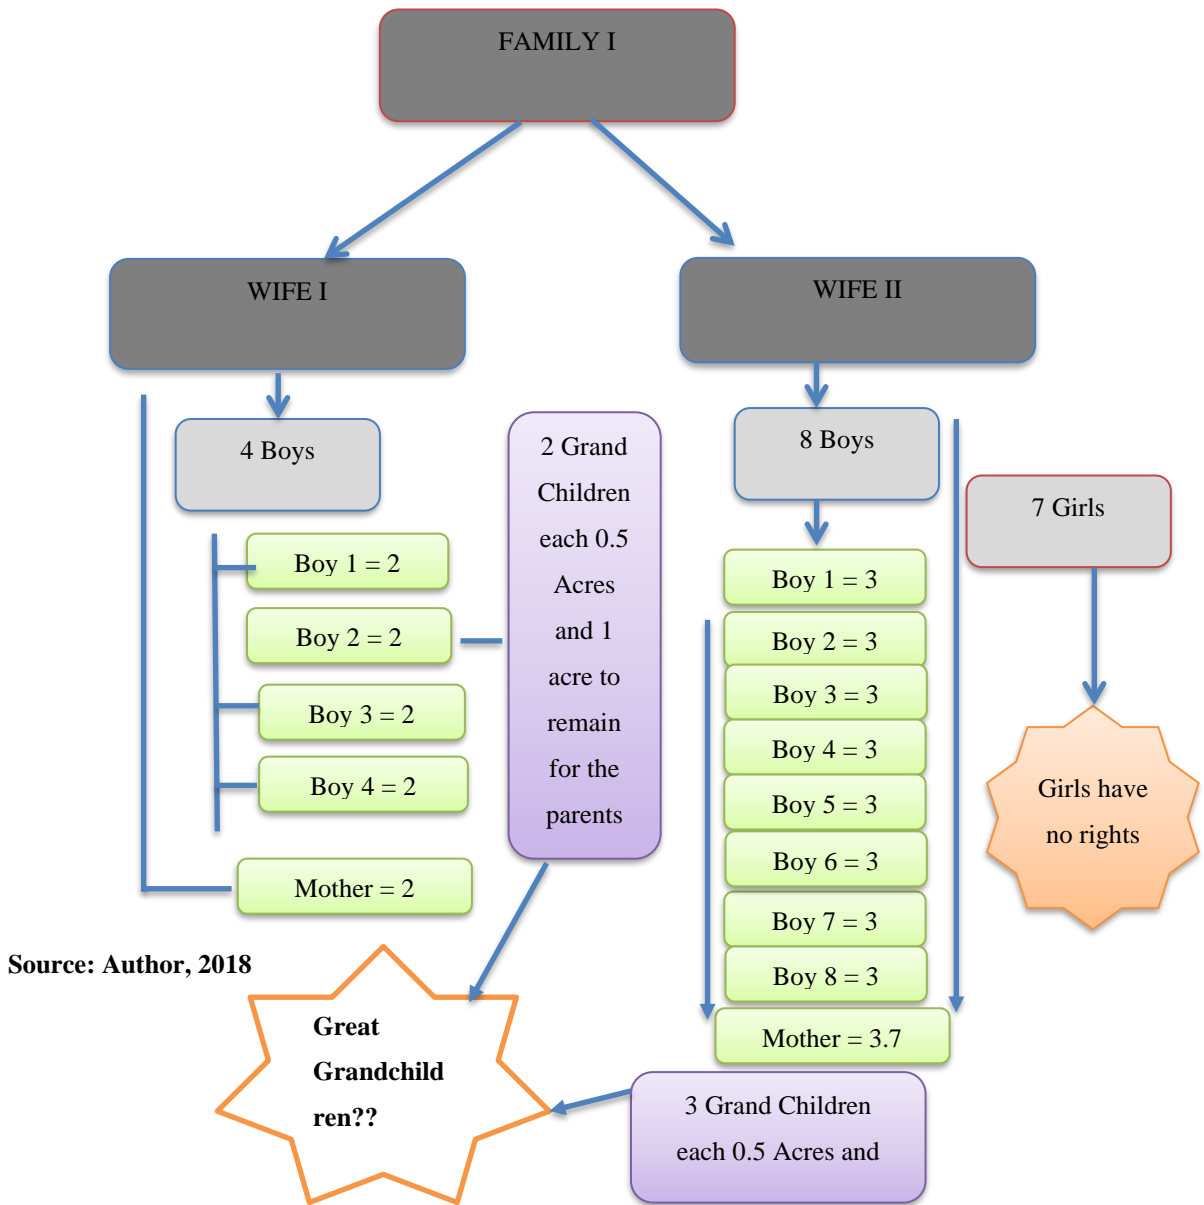 FAMILY I
WIFE I
WIFE II
4 Boys
Boy 1 = 2
Boy 2 = 2
Boy 3 = 2
Boy 4 = 2
Mother = 2
2 Grand
Children
each 0.5
Acres
and 1
acre to
remain
for the
parents
8 Boys
Boy 1 = 3
Boy 2 = 3
Boy 3 = 3
Boy 4 = 3
Boy 5 = 3
Boy 6 = 3
Boy 7 = 3
Boy 8 = 3
Mother = 3.7
7 Girls
Girls have
no rights
Source: Author, 2018
Great
Grandchild
ren??
3 Grand Children
each 0.5 Acres and